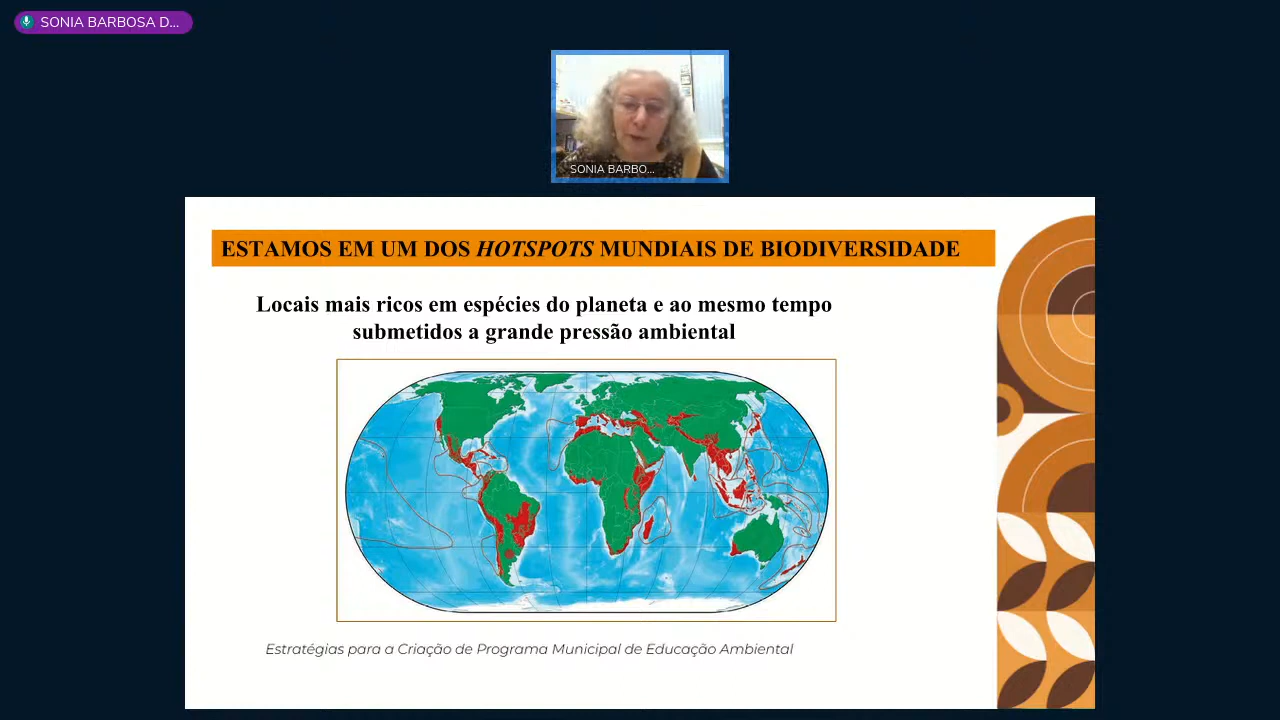 SONIA BARBOSA D...
SONIA BARBO...
ESTAMOS EM UM DOS HOTSPOTS MUNDIAIS DE BIODIVERSIDADE
Locais mais ricos em espécies do planeta e ao mesmo tempo
submetidos a grande pressão ambiental
Estratégias para a Criação de Programa Municipal de Educação Ambiental